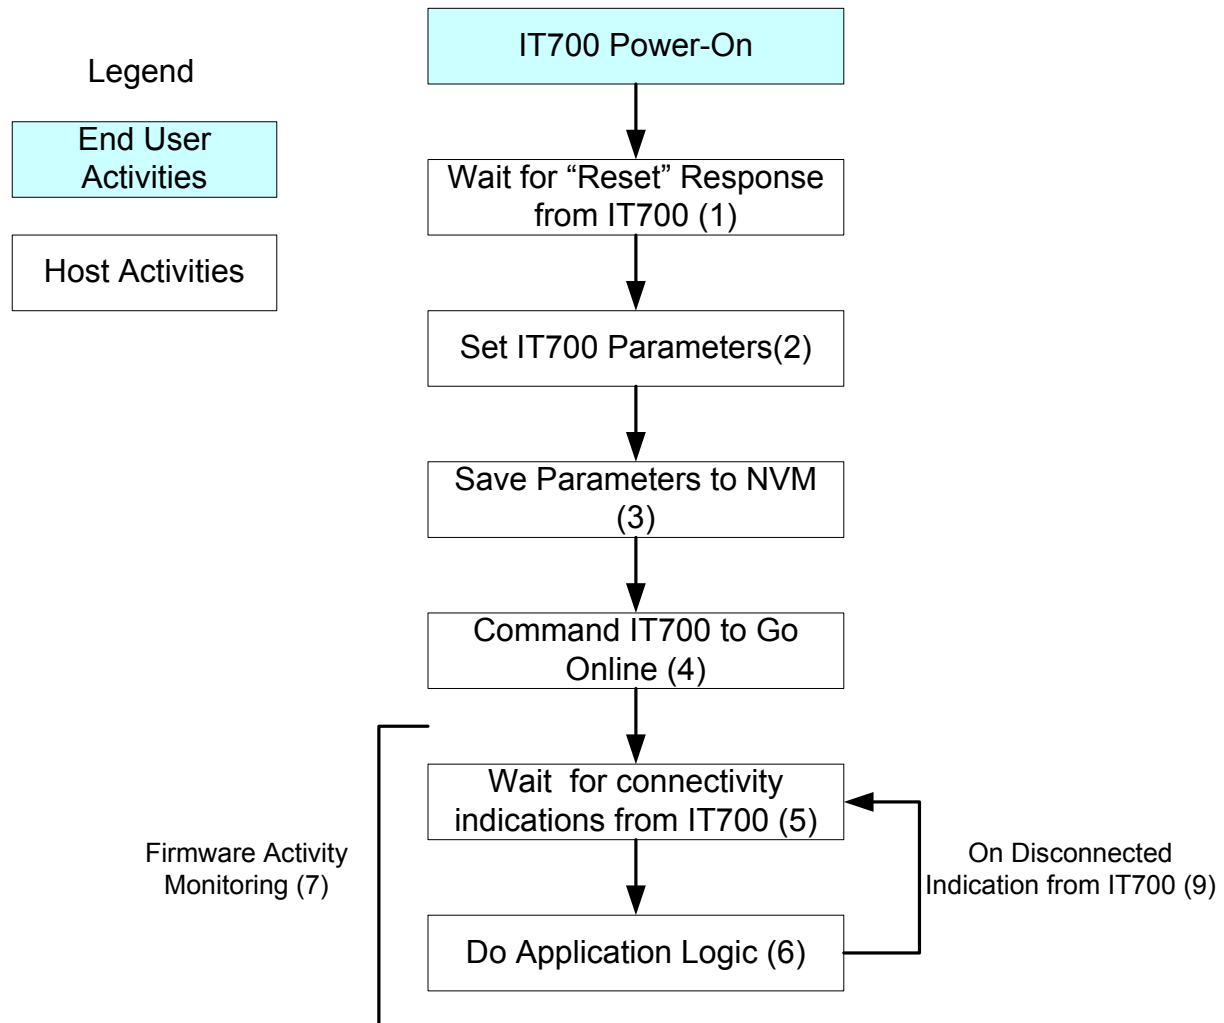 IT700 Power-On
Legend
End User
Activities
Wait for “Reset” Response
from IT700 (1)
Host Activities
Set IT700 Parameters(2)
Save Parameters to NVM
(3)
Command IT700 to Go
Online (4)
Wait for connectivity
indications from IT700 (5)
Firmware Activity
Monitoring (7)
On Disconnected
Indication from IT700 (9)
Do Application Logic (6)